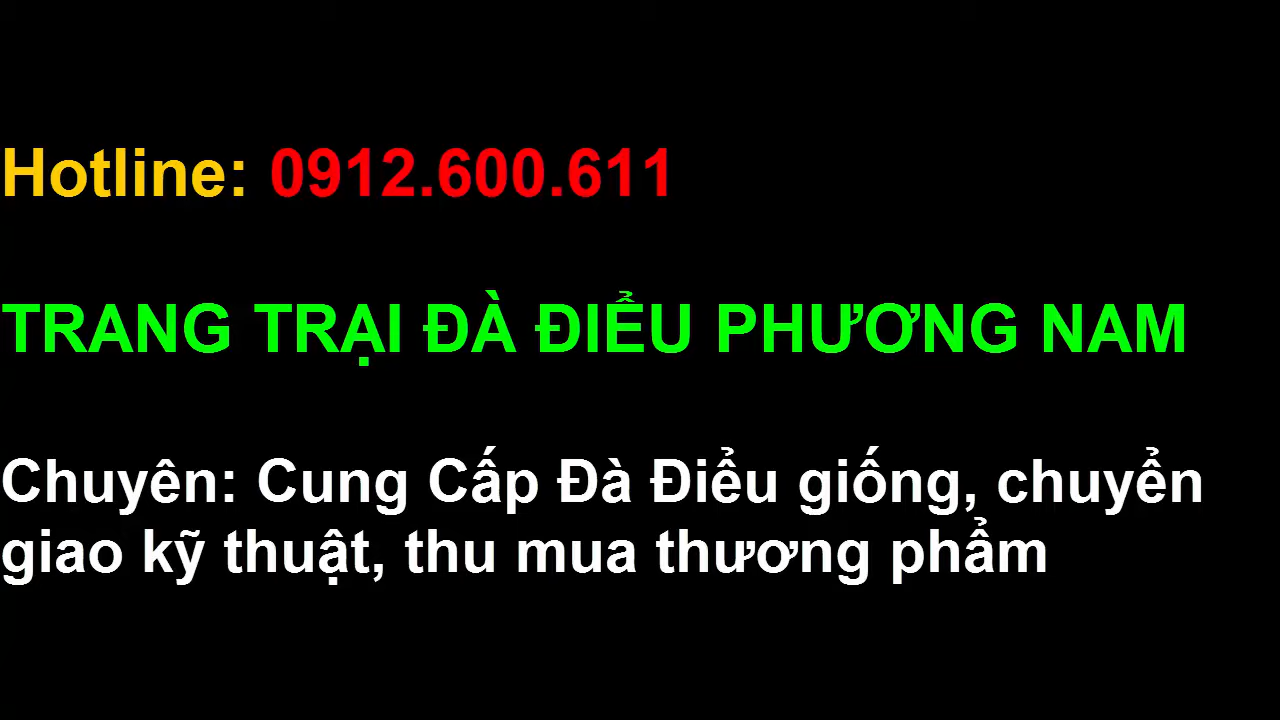 Hotline: 0912.600.611
TRANG TRẠI ĐÀ ĐIỂU PHƯƠNG NAM
Chuyên: Cung Cấp Đà Điểu giống, chuyển
giao kỹ thuật, thu mua thương phẩm